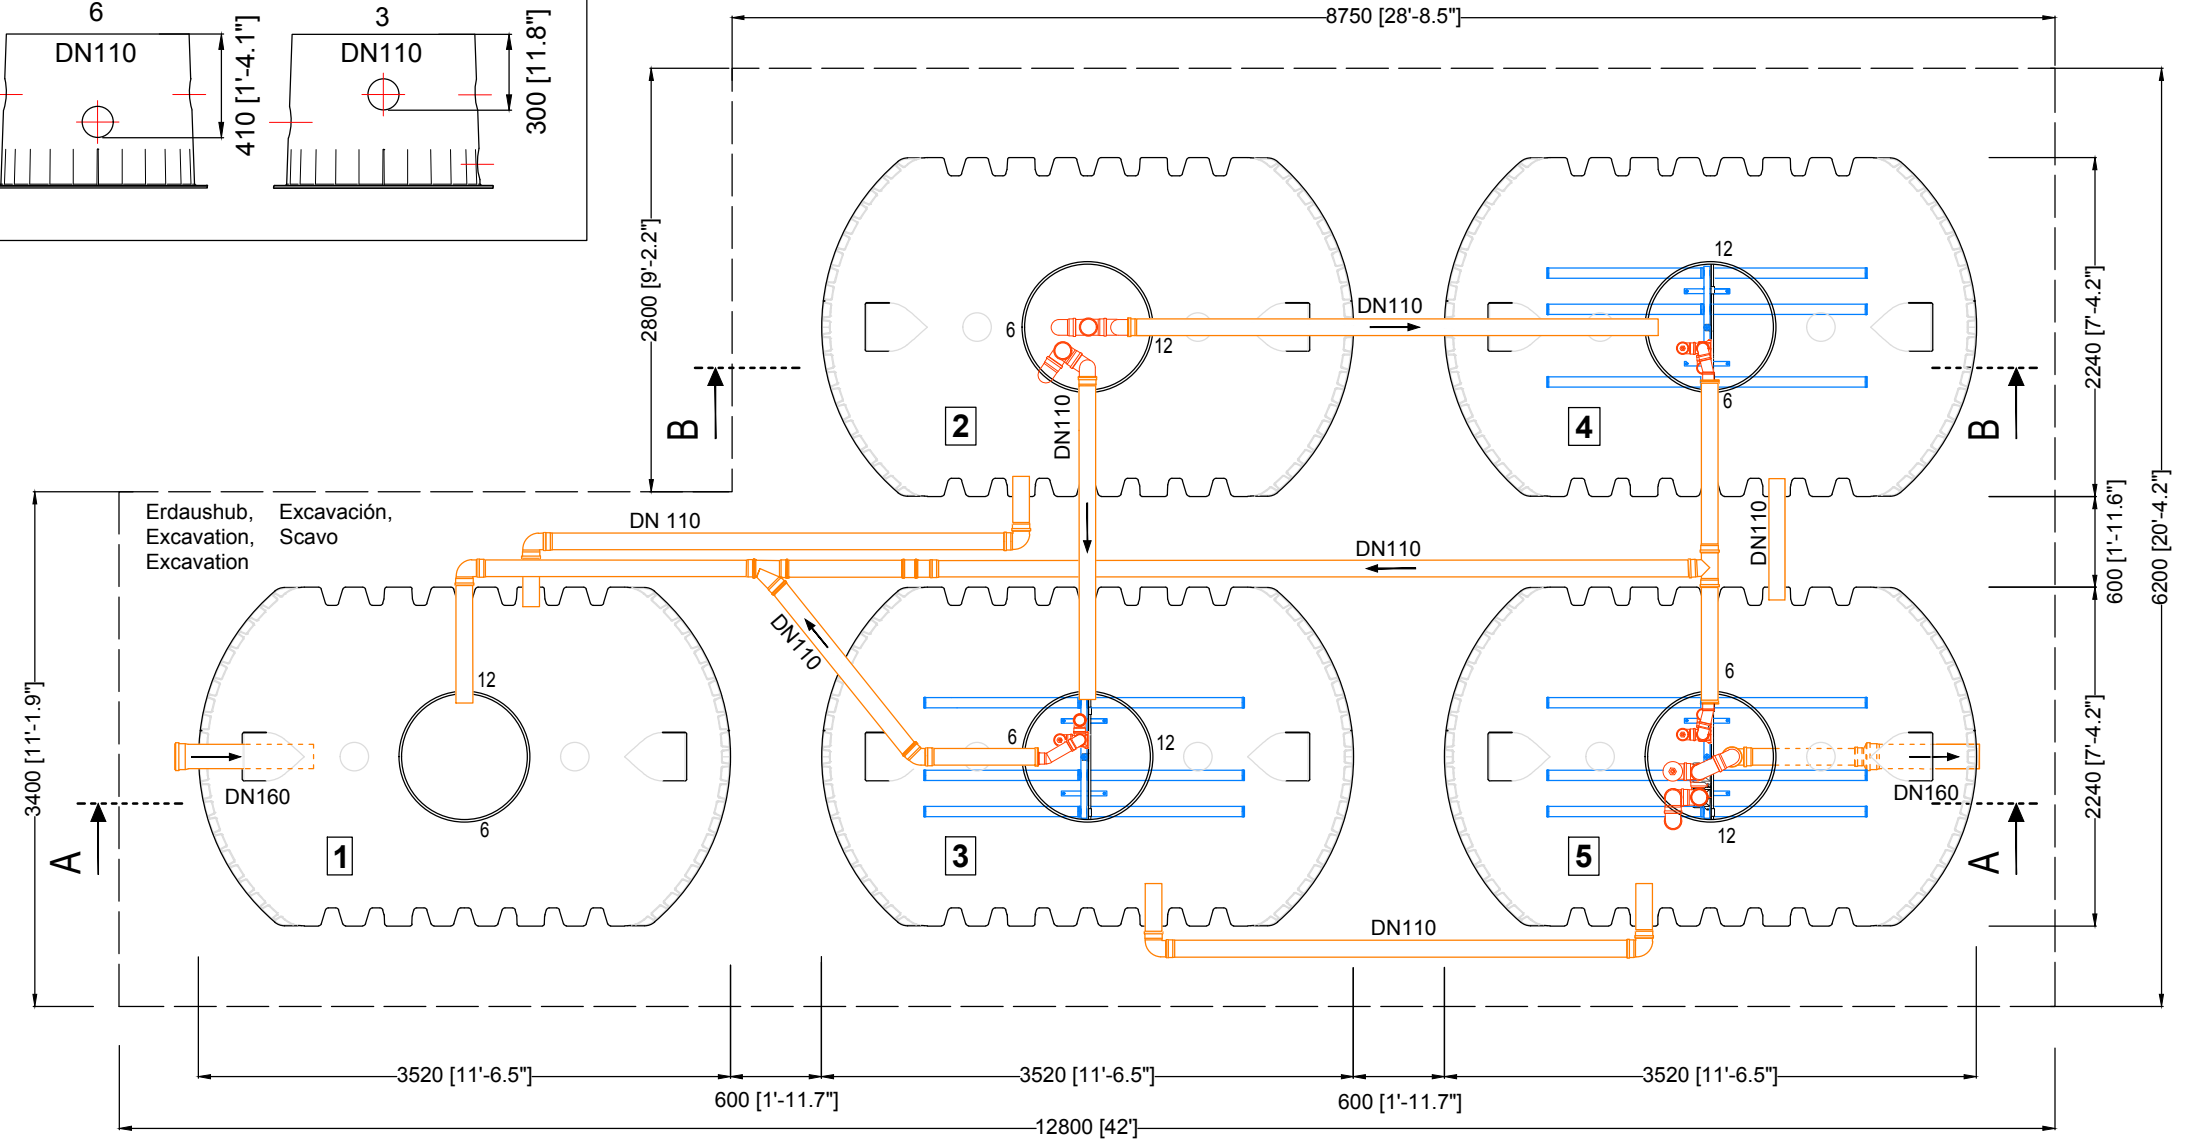 6
DN110
410 [1'-4.1"]
3
DN110
300 [11.8"]
8750 [28'-8.5"]
2800 [9'-2.2"]
6
12
DN110
12
6
DN110
2240 [7'-4.2"]
B
2
4
B
Erdaushub,
Excavation,
Excavation
Excavación,
Scavo
DN 110
DN110
DN110
600 [1'-11.6"]
6200 [20'-4.2"]
3400 [11'-1.9"]
DN160
12
6
DN110
6
12
6
12
DN160
2240 [7'-4.2"]
A
1
3
5
A
DN110
3520 [11'-6.5"]
3520 [11'-6.5"]
3520 [11'-6.5"]
600 [1'-11.7"]
600 [1'-11.7"]
12800 [42']